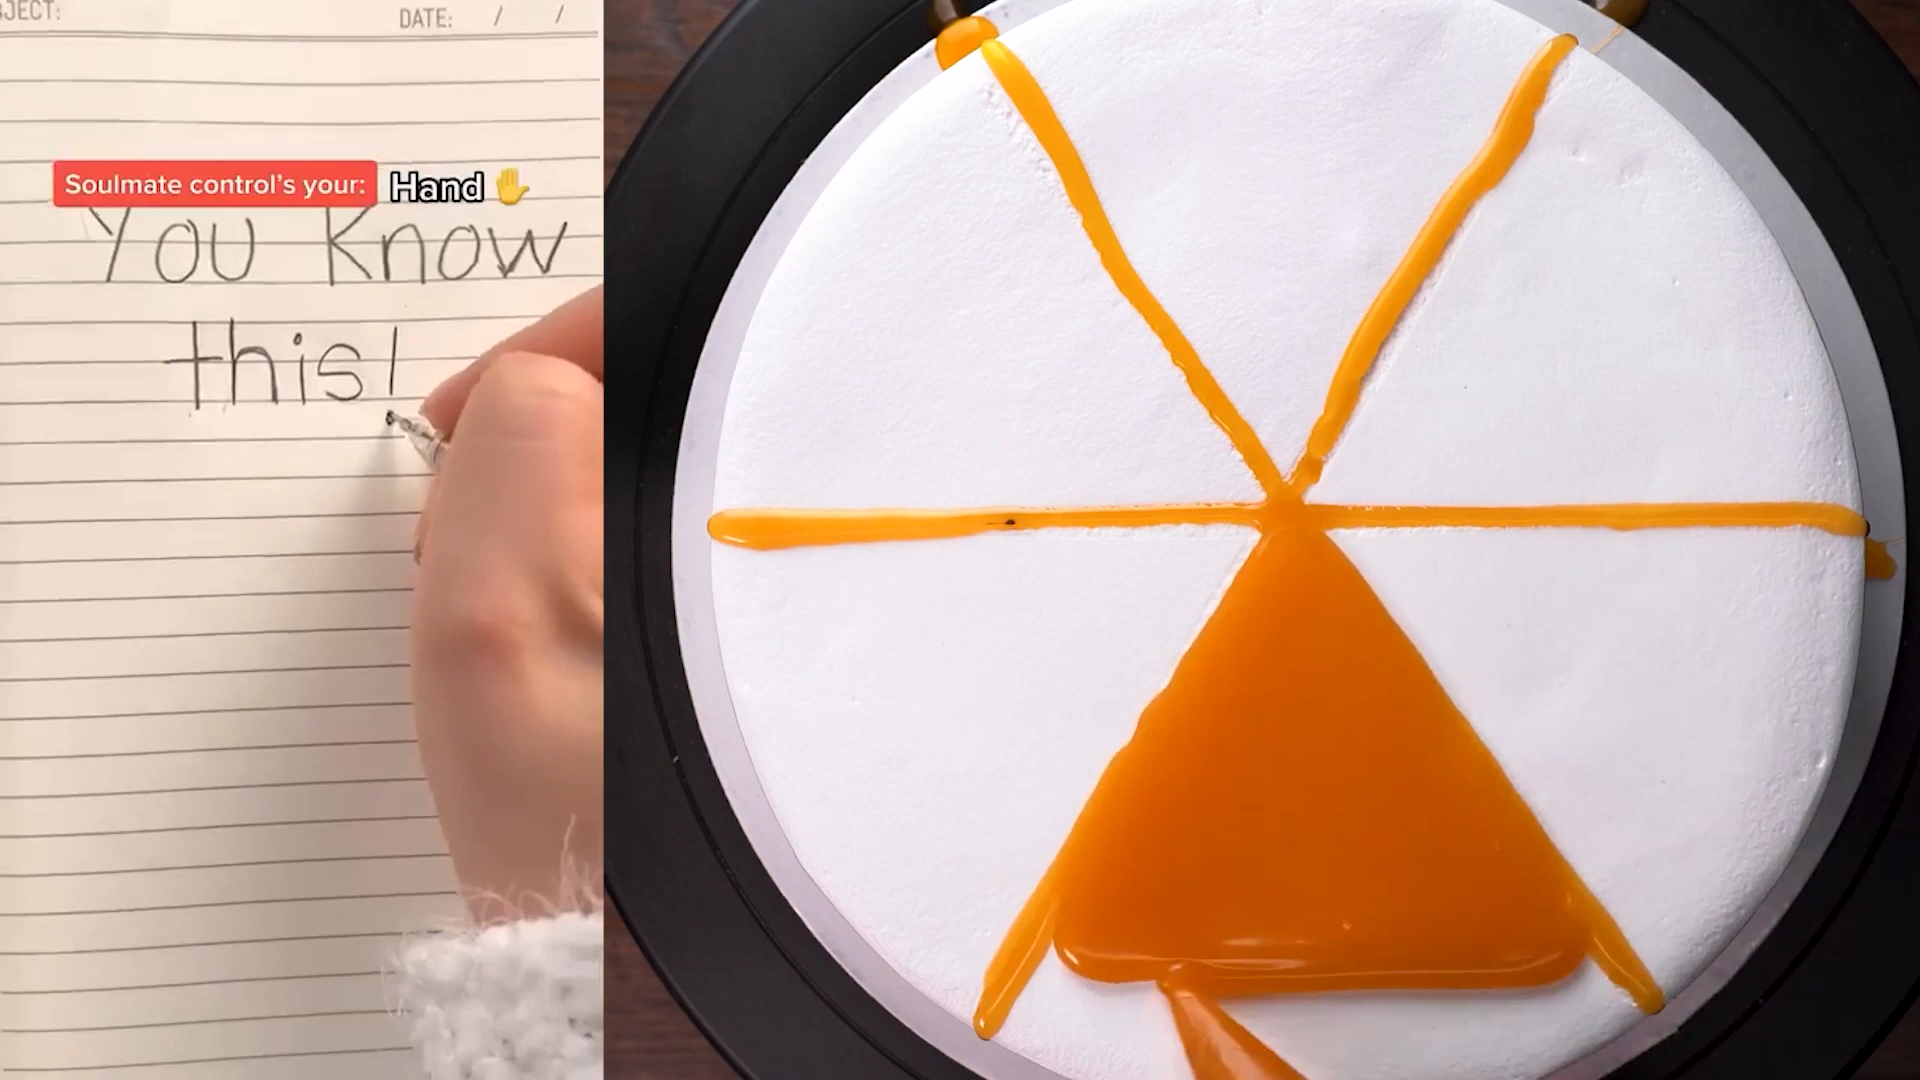 JECT:
DATE: / /
Soulmate control's your: Hand ✋
You Know
this!